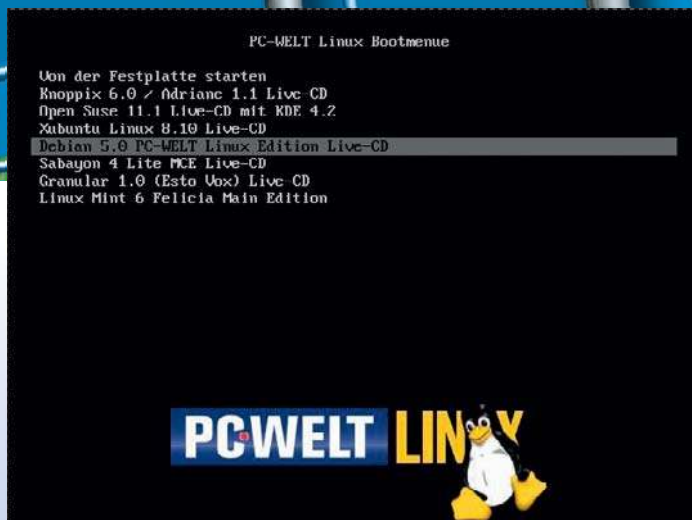 PC-WELT Linux Bootmenue
Von der Festplatte starten
Knoppix 6.0 / Adriane 1.1 Live-CD
Open Suse 11.1 Live-CD mit KDE 4.2
Xubuntu Linux 8.10 Live-CD
Debian 5.0 PC-WELT Linux Edition Live-CD
Sabayon 4 Lite MCE Live-CD
Granular 1.0 (Esto Vox) Live-CD
Linux Mint 6 Felicia Main Edition
PC-WELT LINUX